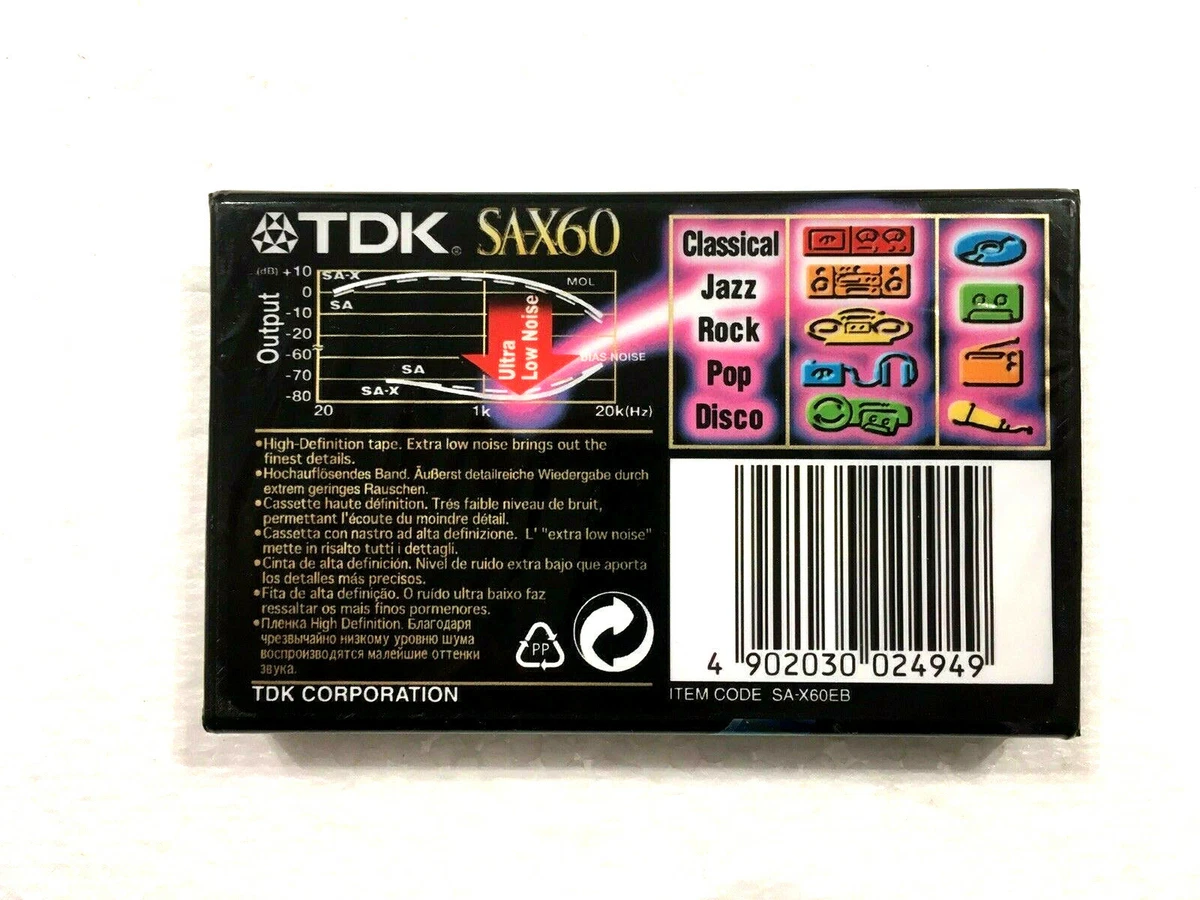 TDK® SA-X60
(dB) +10 SA-X MOL
0
SA
-10
-20
-60 BIAS NOISE
-70 SA
SA-X
-80
20 1k 20k(Hz)
Output
Ultra
Low Noise
Classical
Jazz
Rock
Pop
Disco
•High-Definition tape. Extra low noise brings out the
finest details.
•Hochauflösendes Band. Äußerst detailreiche Wiedergabe durch
extrem geringes Rauschen.
•Cassette haute définition. Trés faible niveau de bruit,
permettant l'écoute du moindre détail.
•Cassetta con nastro ad alta definizione. L' "extra low noise"
mette in risalto tutti i dettagli.
•Cinta de alta definición. Nivel de ruido extra bajo que aporta
los detalles más precisos.
•Fita de alta definição. O ruído ultra baixo faz
ressaltar os mais finos pormenores.
•Пленка High Definition. Благодаря
чрезвычайно низкому уровню шума
воспроизводятся малейшие оттенки
звука.
PP
TDK CORPORATION
4 902030 024949
ITEM CODE SA-X60EB